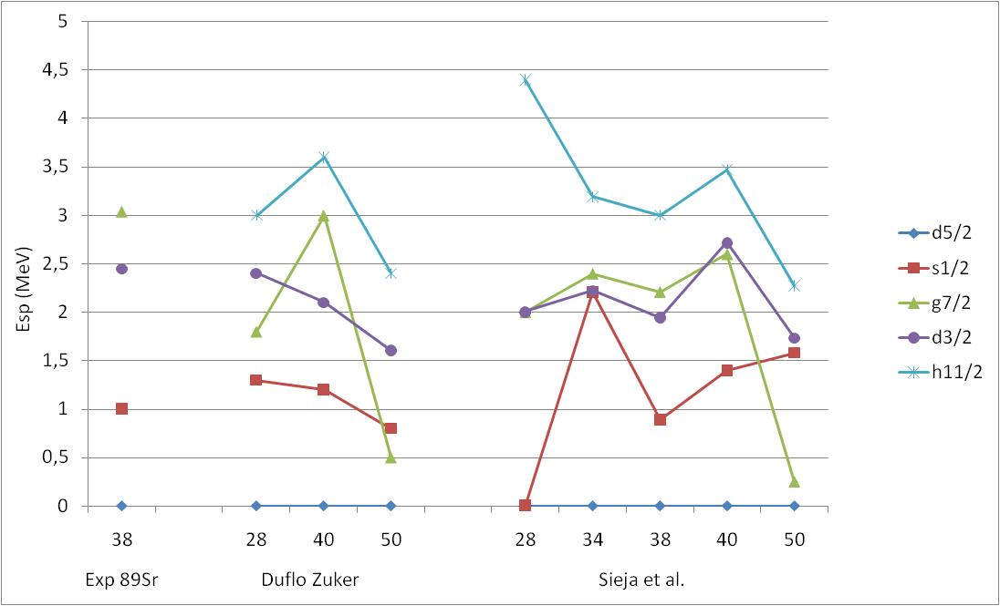 5
4,5
4
3,5
3
2,5
2
1,5
1
0,5
0
Esp (MeV)
38 28 40 50 28 34 38 40 50
Exp 89Sr Duflo Zuker Sieja et al.
d5/2
s1/2
g7/2
d3/2
h11/2